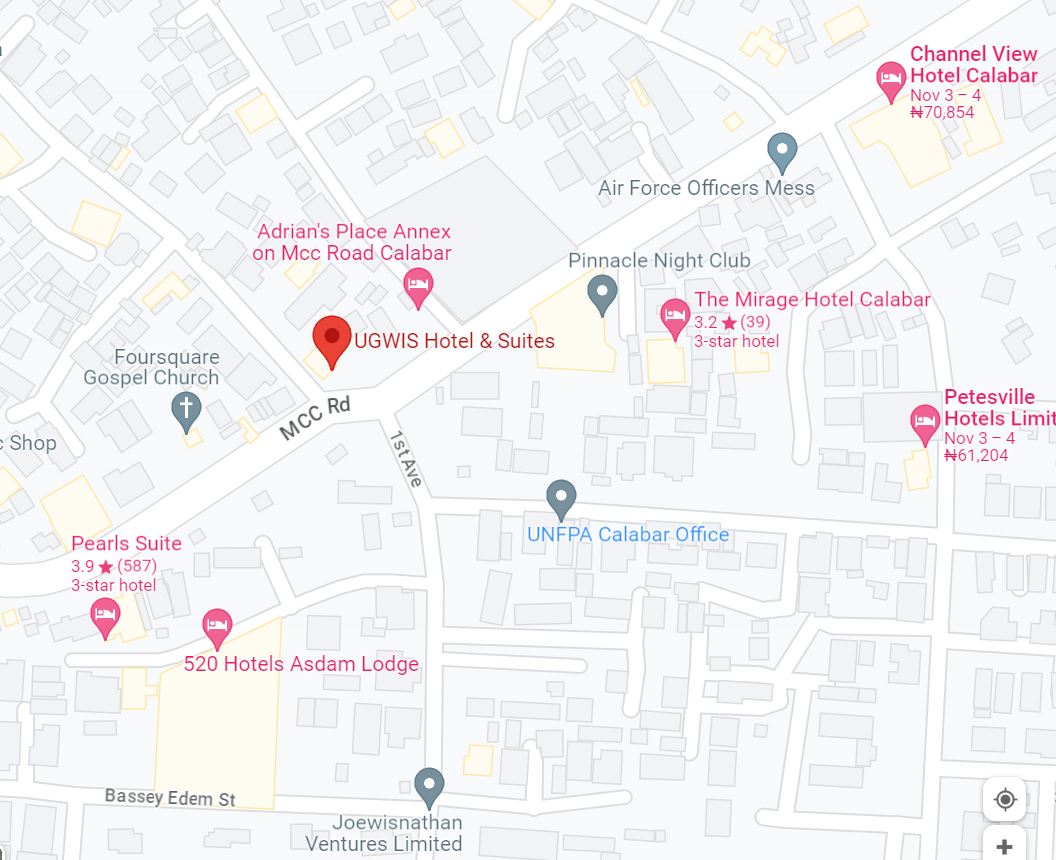 Channel View
Hotel Calabar
Nov 3 – 4
₦70,854
Air Force Officers Mess
Adrian's Place Annex
on Mcc Road Calabar
Pinnacle Night Club
The Mirage Hotel Calabar
3.2 ★ (39)
3-star hotel
UGWIS Hotel & Suites
Foursquare
Gospel Church
MCC Rd
Petesville
Hotels Limit
Nov 3 – 4
₦61,204
c Shop
1st Ave
UNFPA Calabar Office
Pearls Suite
3.9 ★ (587)
3-star hotel
520 Hotels Asdam Lodge
Bassey Edem St
Joewisnathan
Ventures Limited